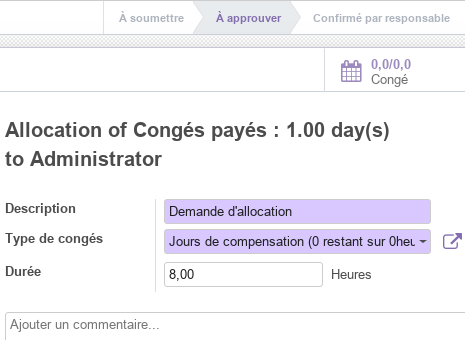 À soumettre À approuver Confirmé par responsable
0,0/0,0
Congé
Allocation of Congés payés : 1.00 day(s)
to Administrator
Description Demande d'allocation
Type de congés Jours de compensation (0 restant sur 0heu
Durée 8,00 Heures
Ajouter un commentaire...